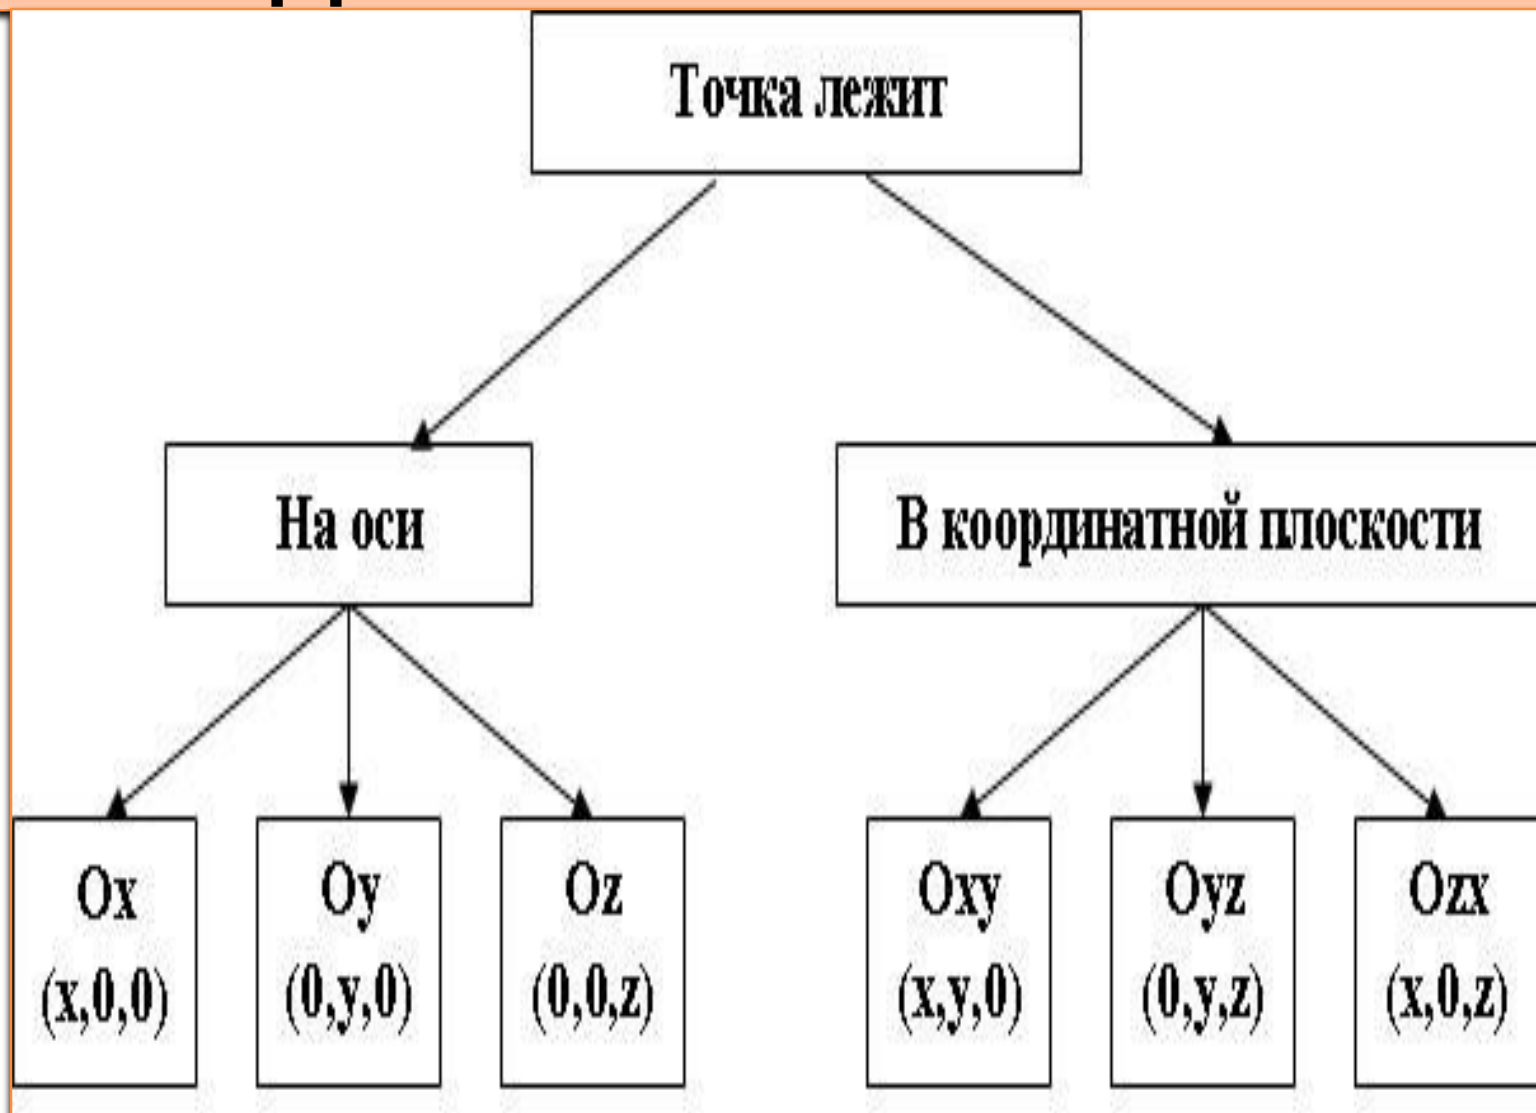 Точка лежит
На оси
В координатной плоскости
Ox
(x,0,0)
Oy
(0,y,0)
Oz
(0,0,z)
Oxy
(x,y,0)
Oyz
(0,y,z)
Ozx
(x,0,z)